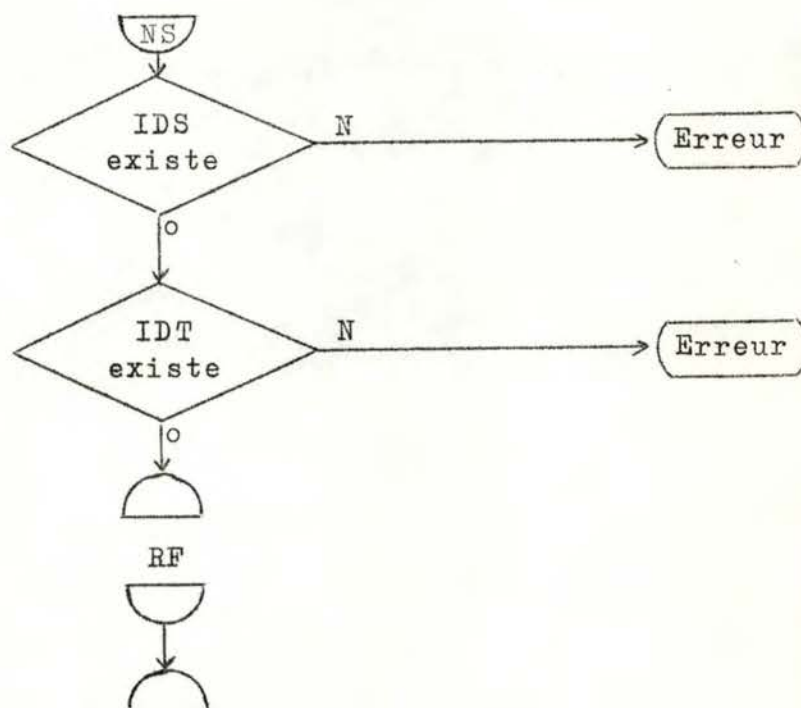 NS
IDS
existe
N
Erreur
o
IDT
existe
N
Erreur
o
RF